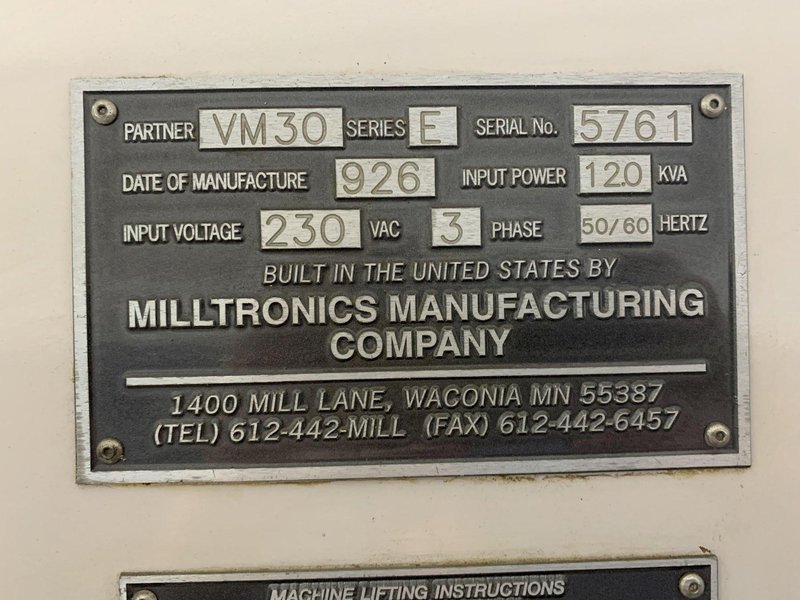 PARTNER VM30 SERIES E SERIAL No. 5761
DATE OF MANUFACTURE 926 INPUT POWER 12.0 KVA
INPUT VOLTAGE 230 VAC 3 PHASE 50/60 HERTZ
BUILT IN THE UNITED STATES BY
MILLTRONICS MANUFACTURING
COMPANY
1400 MILL LANE, WACONIA MN 55387
(TEL) 612-442-MILL (FAX) 612-442-6457
MACHINE LIFTING INSTRUCTIONS